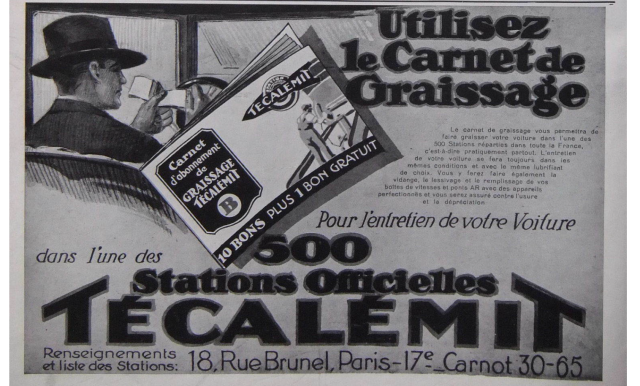 Utilisez
le Carnet de
Graissage
Le carnet de graissage vous permettra de
faire graisser votre voiture dans l'une des
500 Stations réparties dans toute la France,
c'est-à-dire pratiquement partout. L'entretien
de votre voiture se fera toujours dans les
mêmes conditions et avec le même lubrifiant
de choix. Vous y ferez faire également la
vidange, le lessivage et le remplissage de vos
boîtes de vitesses et ponts AR avec des appareils
perfectionnés et vous serez assuré contre l'usure
et la dépréciation
TECALEMIT
Carnet
d'abonnement
de
GRAISSAGE
TÉCALÉMIT
B
10 BONS PLUS 1 BON GRATUIT
Pour l'entretien de votre Voiture
dans l'une des 500
Stations Officielles
TÉCALÉMIT
Renseignements
et liste des Stations: 18, Rue Brunel, Paris-17e_Carnot 30-65